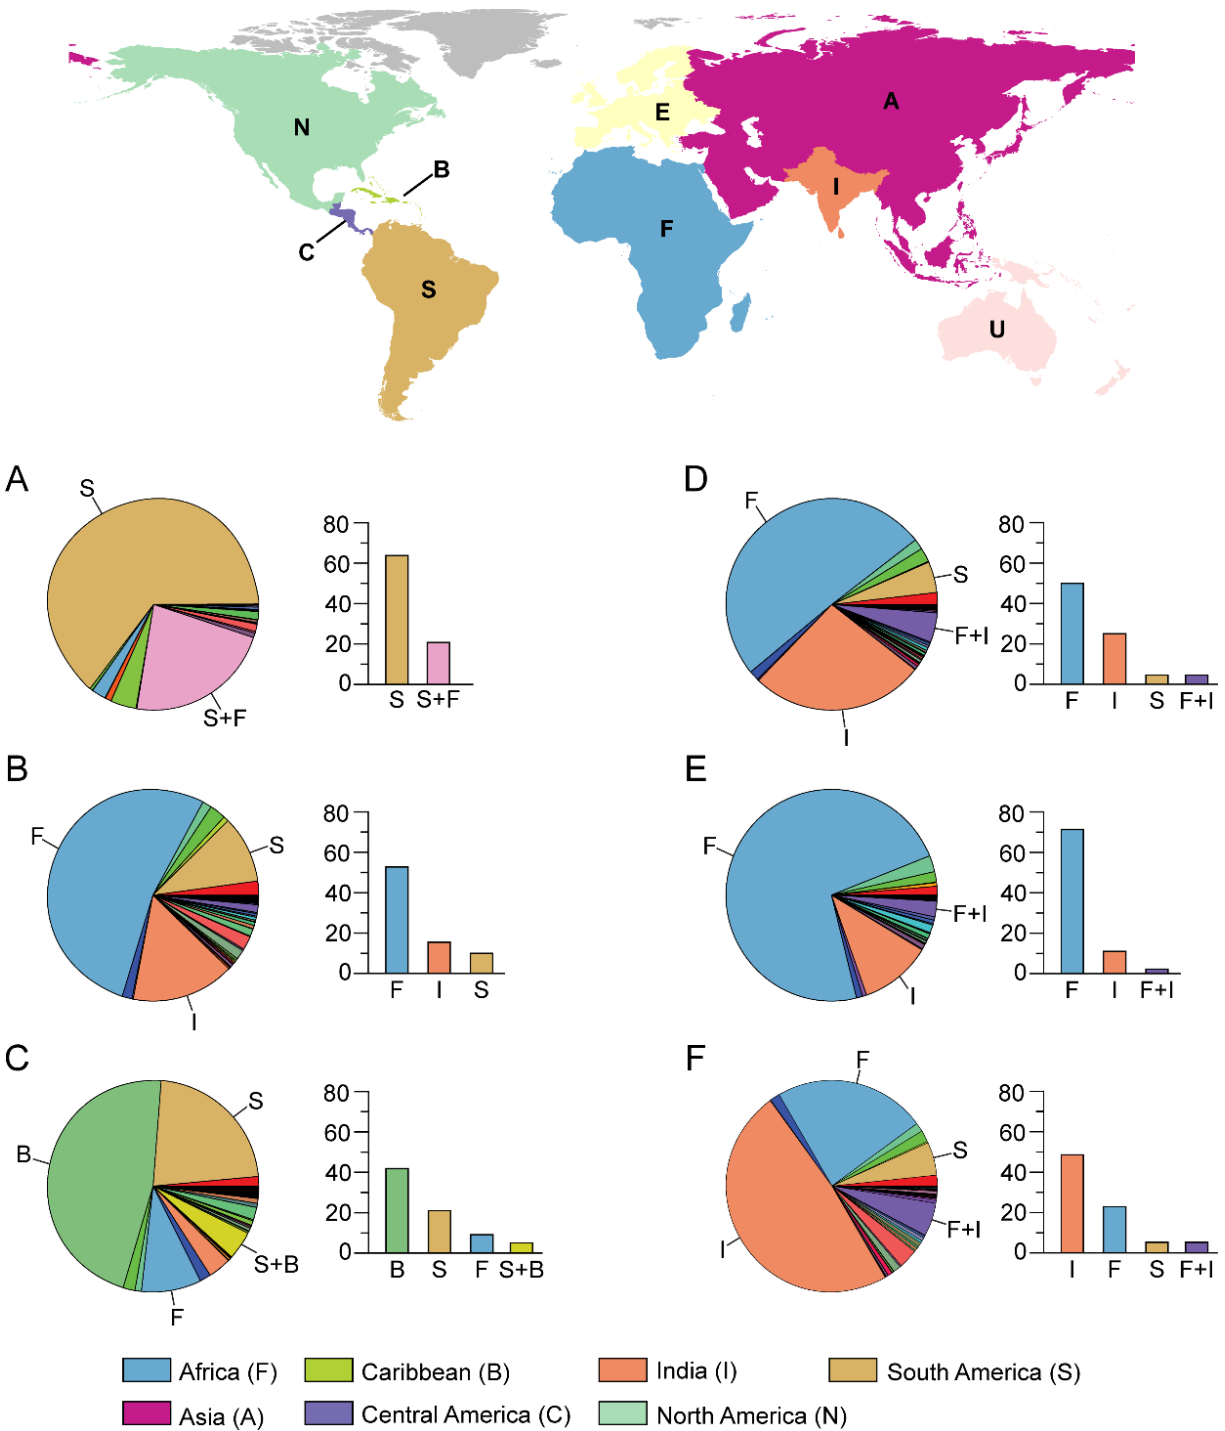 N
B
C
S
E
A
I
F
U
A
S
S+F
80
60
40
20
0
S S+F
D
F
S
F+I
I
80
60
40
20
0
F I S F+I
B
F
S
I
80
60
40
20
0
F I S
E
F
F+I
I
80
60
40
20
0
F I F+I
C
B
S
S+B
F
80
60
40
20
0
B S F S+B
F
F
S
F+I
I
80
60
40
20
0
I F S F+I
Africa (F) Caribbean (B) India (I) South America (S)
Asia (A) Central America (C) North America (N)